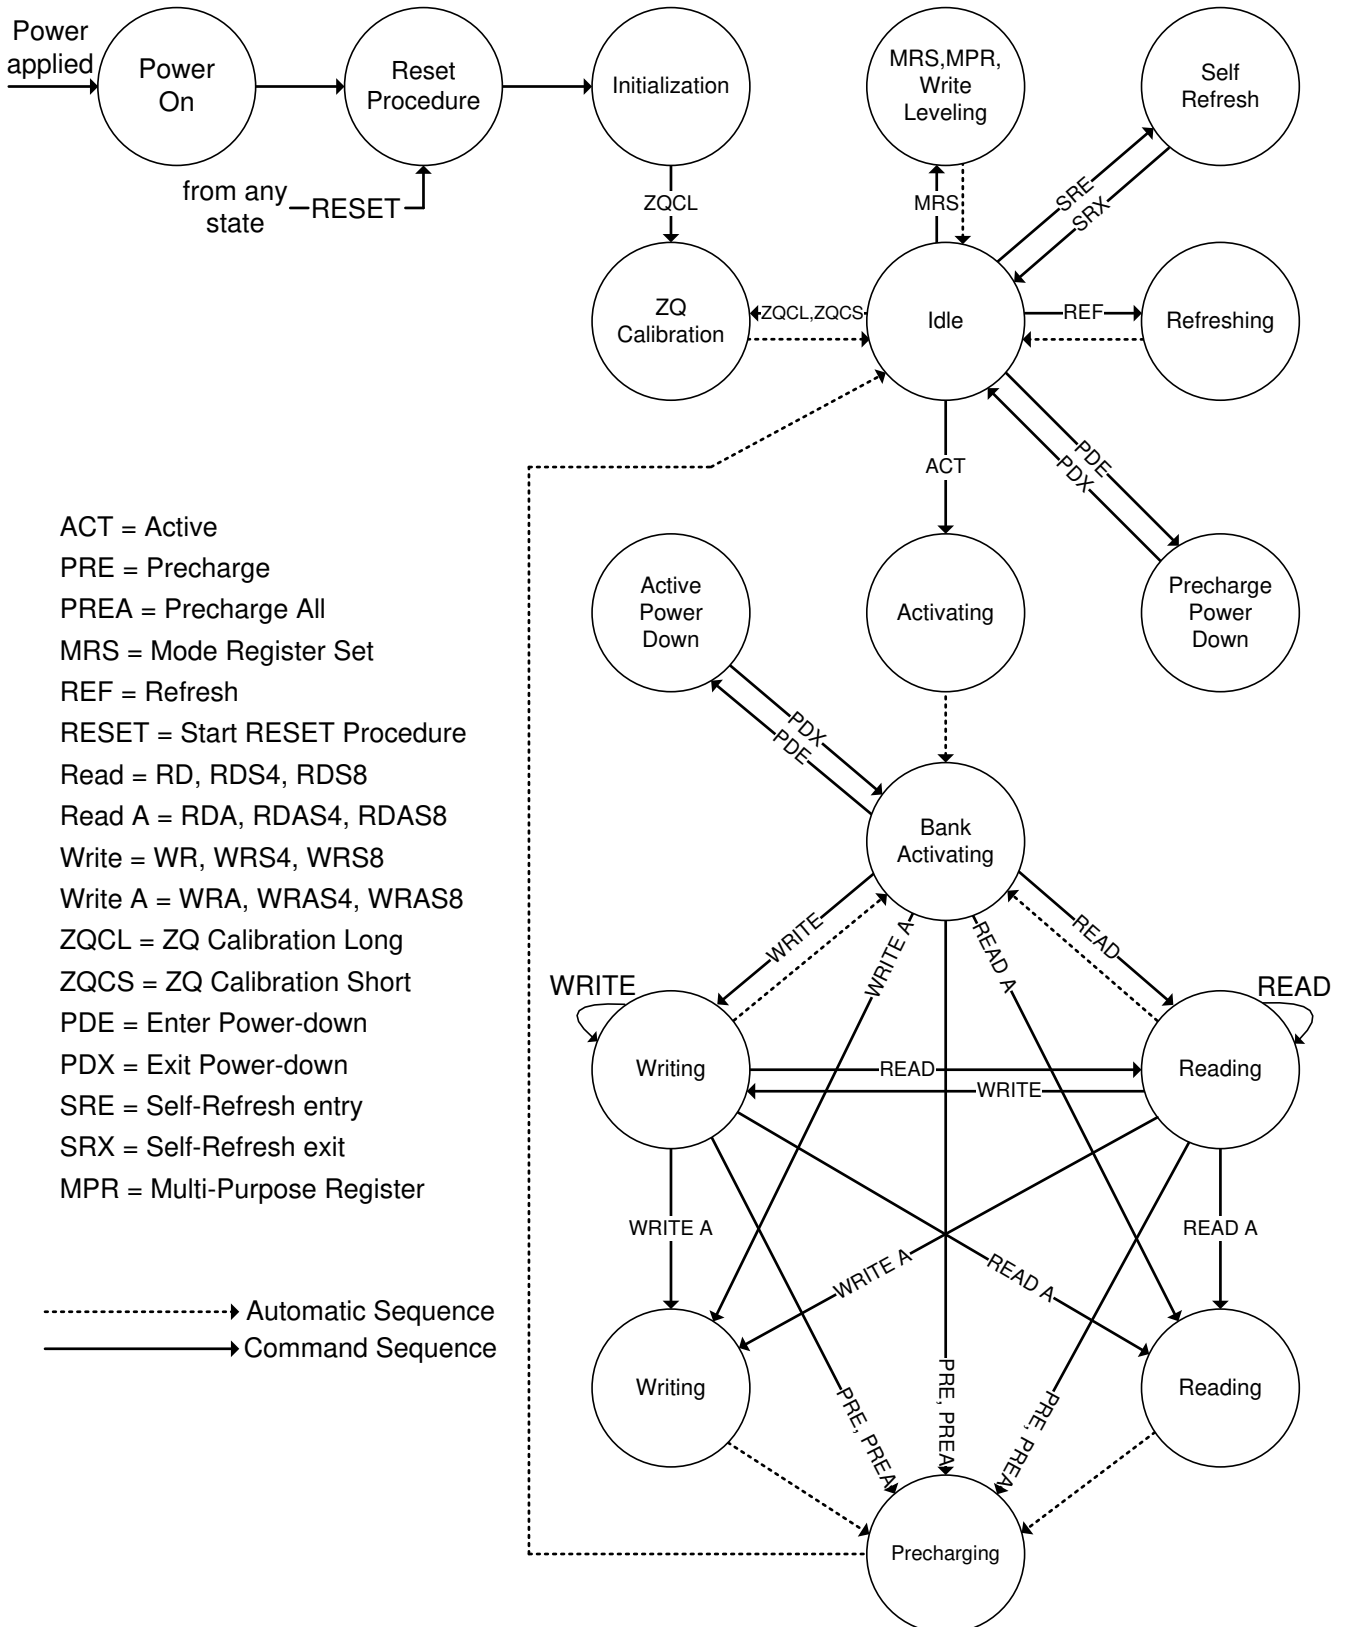 Power
applied
Power
On
Reset
Procedure
Initialization
MRS,MPR,
Write
Leveling
Self
Refresh
from any
state
RESET
ZQCL
MRS
SRE
SRX
ZQ
Calibration
ZQCL,ZQCS
Idle
REF
Refreshing
ACT
PDE
PDX
Active
Power
Down
Activating
Precharge
Power
Down
PDX
PDE
Bank
Activating
ACT = Active
PRE = Precharge
PREA = Precharge All
MRS = Mode Register Set
REF = Refresh
RESET = Start RESET Procedure
Read = RD, RDS4, RDS8
Read A = RDA, RDAS4, RDAS8
Write = WR, WRS4, WRS8
Write A = WRA, WRAS4, WRAS8
ZQCL = ZQ Calibration Long
ZQCS = ZQ Calibration Short
PDE = Enter Power-down
PDX = Exit Power-down
SRE = Self-Refresh entry
SRX = Self-Refresh exit
MPR = Multi-Purpose Register
Automatic Sequence
Command Sequence
WRITE
WRITE A
READ A
READ
WRITE
READ
Writing
READ
WRITE
Reading
WRITE A
READ A
WRITE A
READ A
Writing
PRE, PREA
PRE, PREA
PRE, PREA
Reading
Precharging